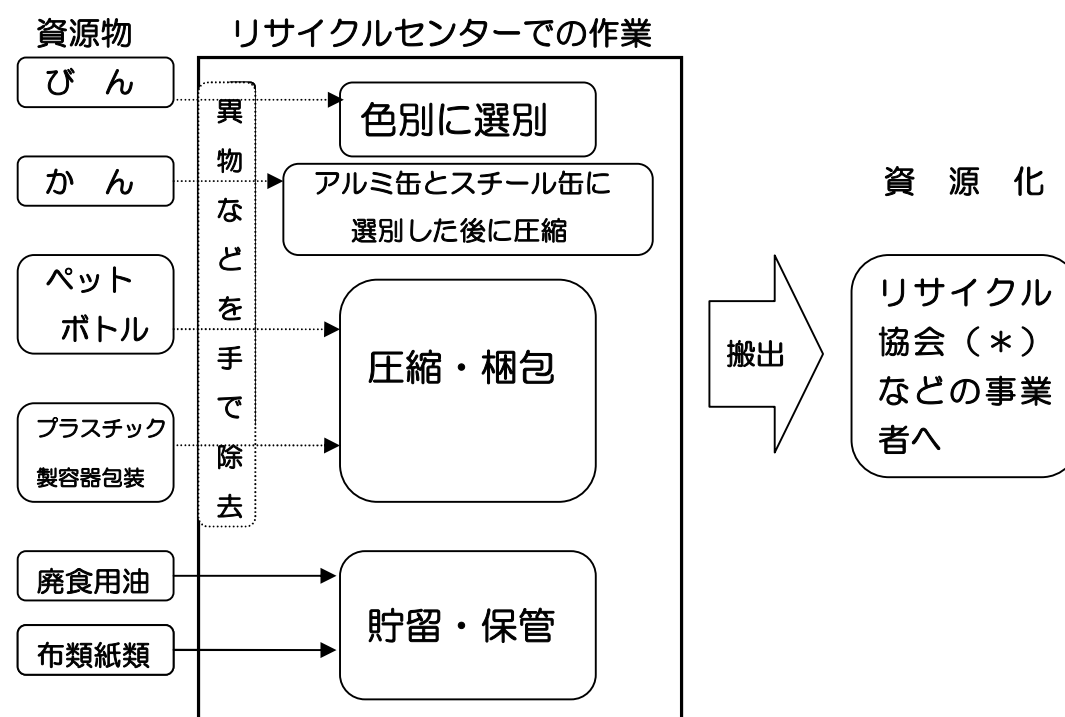 資源物
リサイクルセンターでの作業
びん
かん
ペット
ボトル
プラスチック
製容器包装
廃食用油
布類紙類
異物などを手で除去
色別に選別
アルミ缶とスチール缶に
選別した後に圧縮
圧縮・梱包
貯留・保管
搬出
資源化
リサイクル
協会（＊）
などの事業
者へ